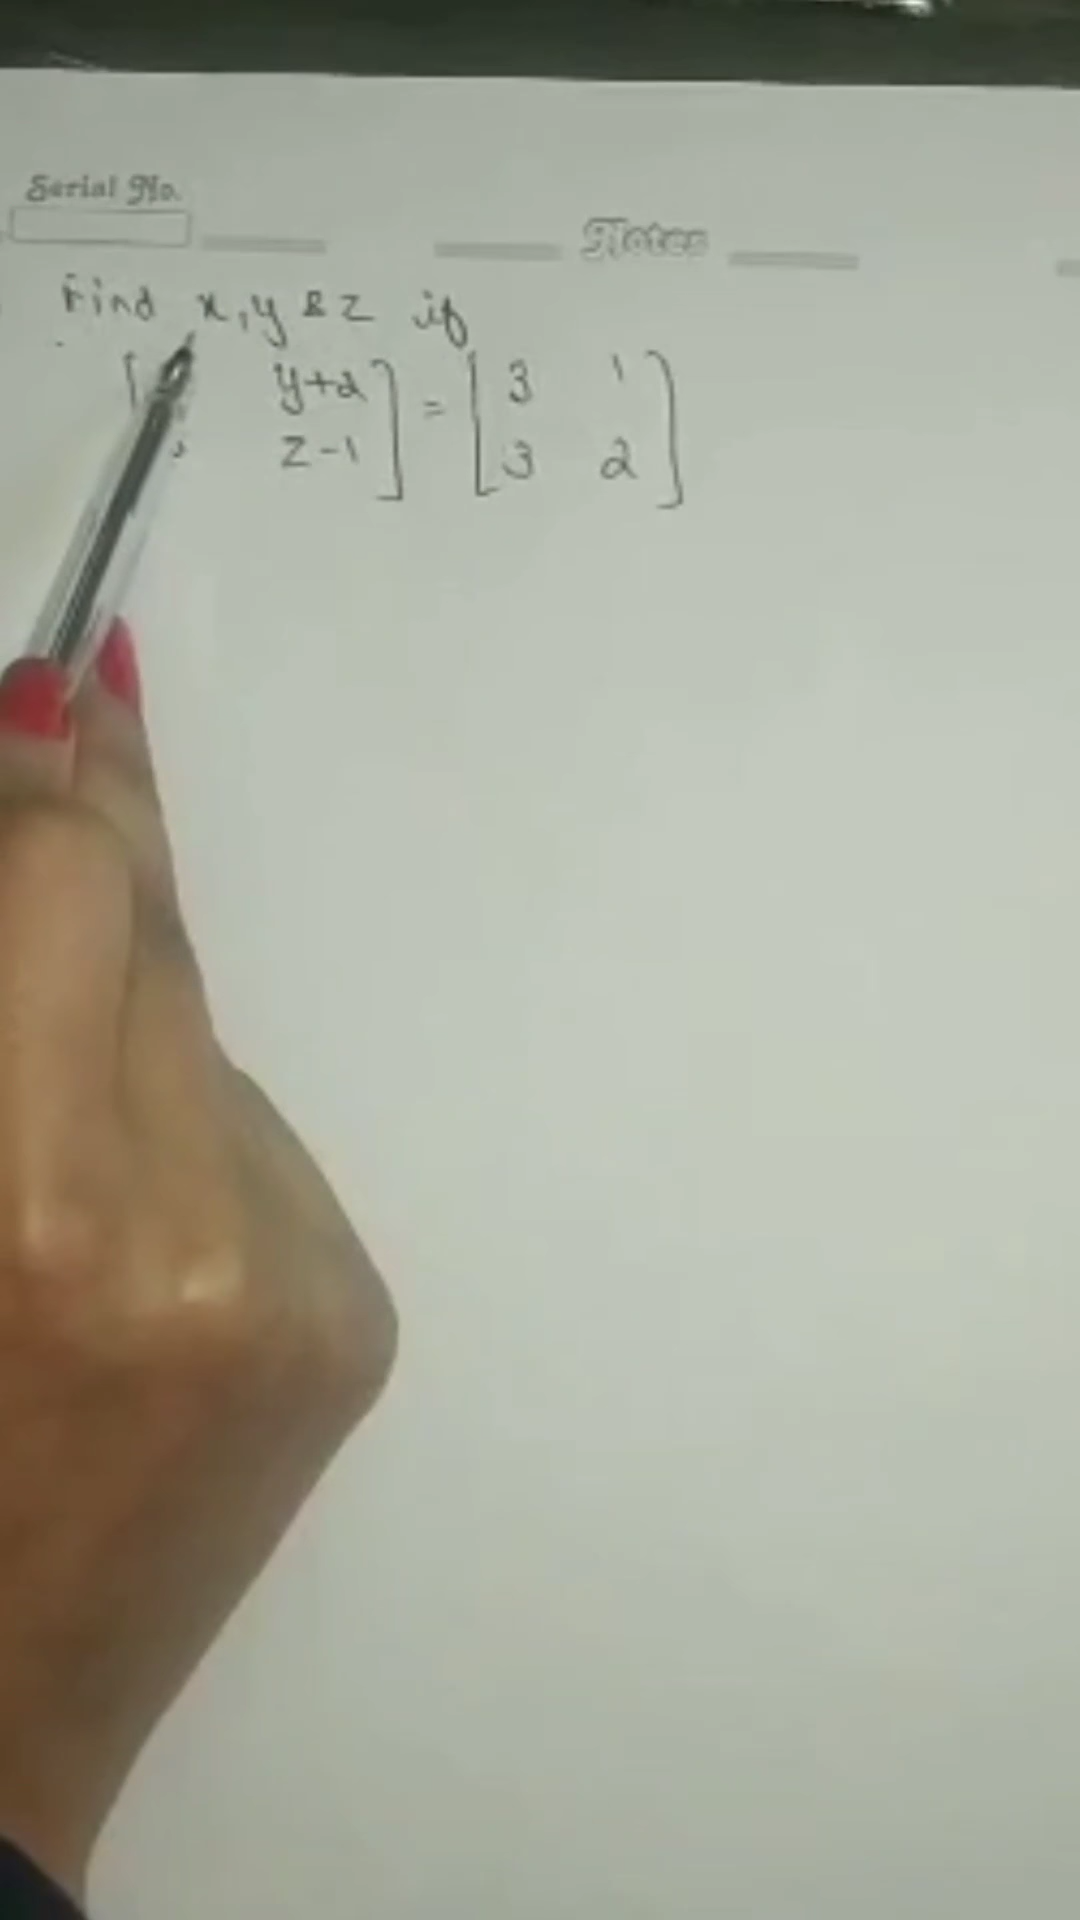 Serial No.
Notes
Find x, y & z if
[ y+2 ] = [ 3 1 ]
z-1 3 2